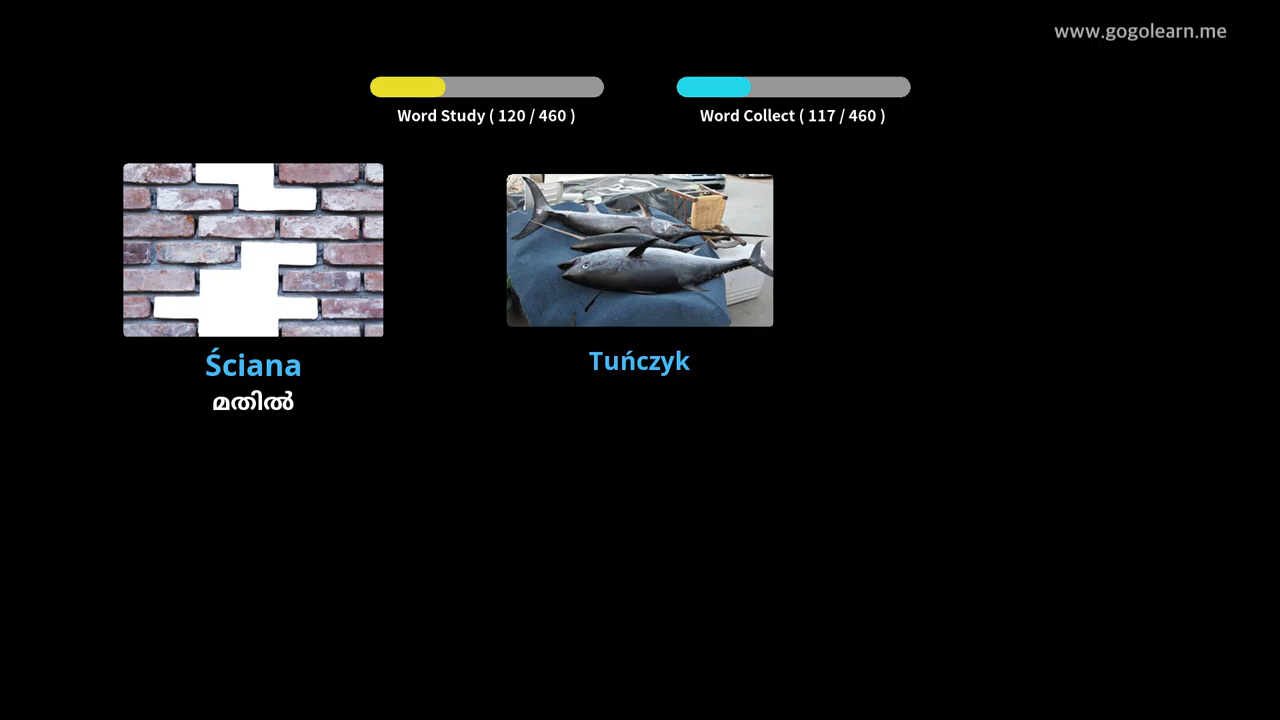 www.gogolearn.me
Word Study ( 120 / 460 )
Word Collect ( 117 / 460 )
Ściana
മതിൽ
Tuńczyk